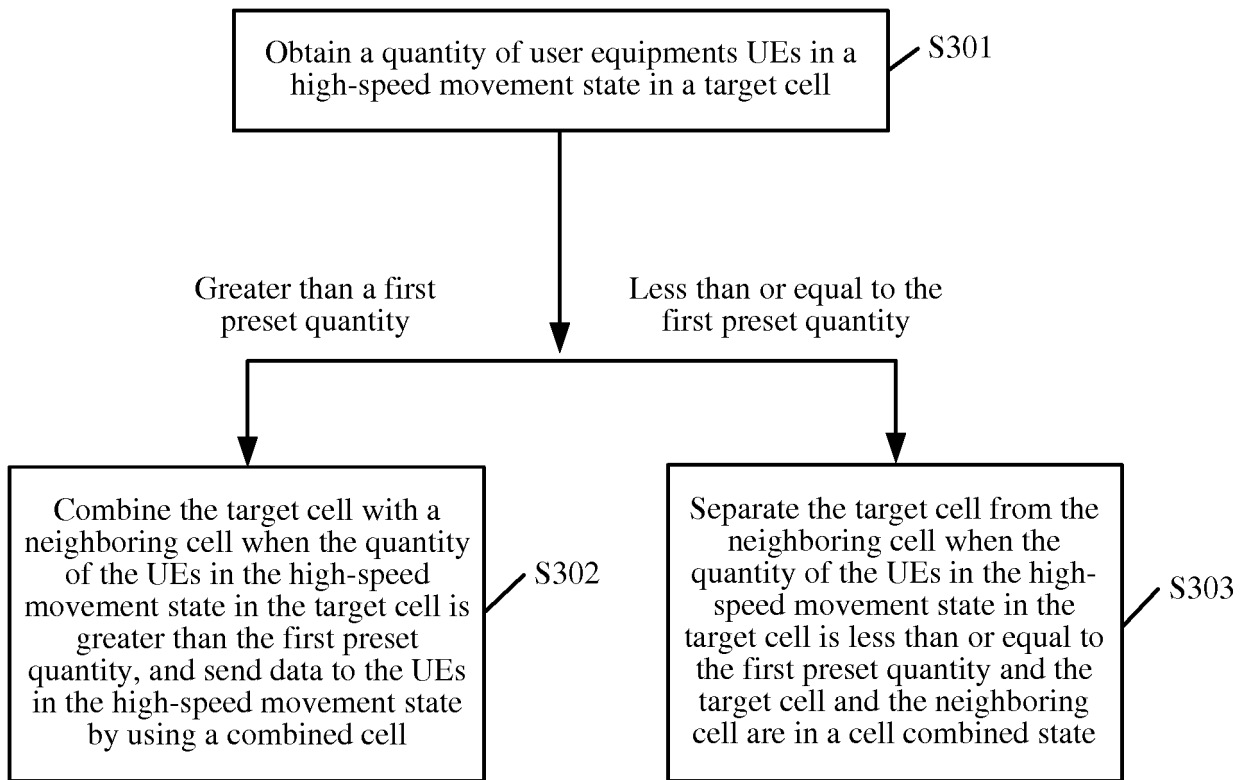 Obtain a quantity of user equipments UEs in a
high-speed movement state in a target cell
S301
Greater than a first
preset quantity
Less than or equal to the
first preset quantity
Combine the target cell with a
neighboring cell when the quantity
of the UEs in the high-speed
movement state in the target cell is
greater than the first preset
quantity, and send data to the UEs
in the high-speed movement state
by using a combined cell
S302
Separate the target cell from the
neighboring cell when the
quantity of the UEs in the high-
speed movement state in the
target cell is less than or equal to
the first preset quantity and the
target cell and the neighboring
cell are in a cell combined state
S303